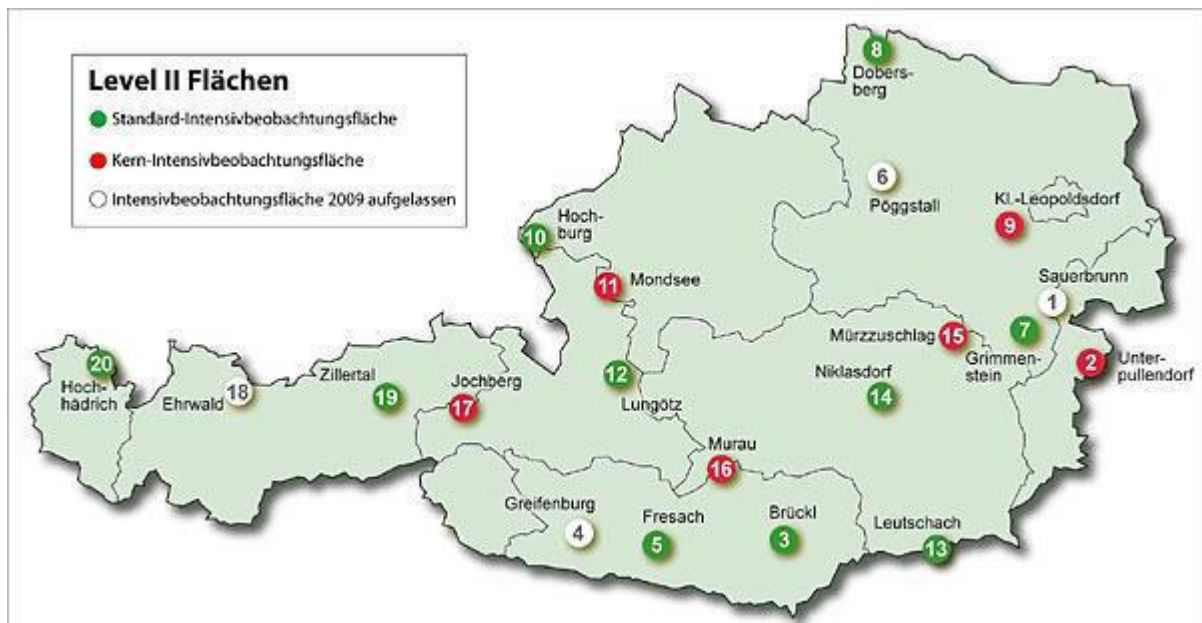 Level II Flächen
Standard-Intensivbeobachtungsfläche
Kern-Intensivbeobachtungsfläche
Intensivbeobachtungsfläche 2009 aufgelassen
8
Dobers-
berg
6
Pöggstall
Kl.-Leopoldsdorf
9
10
Hoch-
burg
11
Mondsee
Sauerbrunn
1
7
Grimmen-
stein
Mürzzuschlag
15
2
Unter-
pullendorf
20
Hoch-
hädrich
Ehrwald
18
Zillertal
19
Jochberg
17
12
Lungötz
Niklasdorf
14
Murau
16
Greifenburg
4
Fresach
5
Brückl
3
Leutschach
13